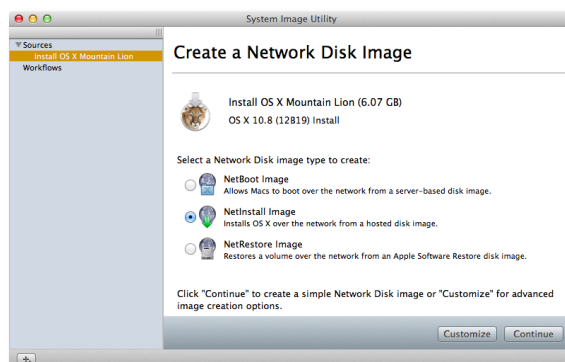 System Image Utility
Sources
Install OS X Mountain Lion
Workflows
Create a Network Disk Image
Install OS X Mountain Lion (6.07 GB)
OS X 10.8 (12B19) Install
Select a Network Disk image type to create:
NetBoot Image
Allows Macs to boot over the network from a server-based disk image.
NetInstall Image
Installs OS X over the network from a hosted disk image.
NetRestore Image
Restores a volume over the network from an Apple Software Restore disk image.
Click "Continue" to create a simple Network Disk image or "Customize" for advanced
image creation options.
Customize
Continue